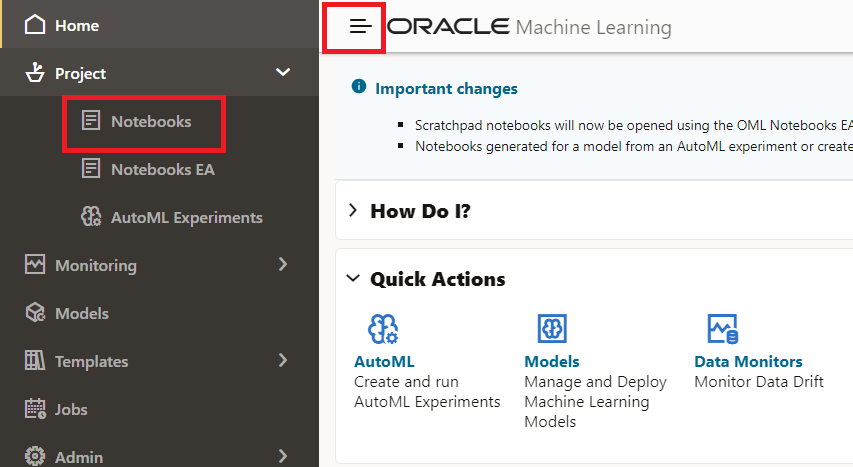 Home
Project
Notebooks
Notebooks EA
AutoML Experiments
Monitoring
Models
Templates
Jobs
Admin
ORACLE Machine Learning
Important changes
Scratchpad notebooks will now be opened using the OML Notebooks EA
Notebooks generated for a model from an AutoML experiment or create
How Do I?
Quick Actions
AutoML
Create and run
AutoML Experiments
Models
Manage and Deploy
Machine Learning
Models
Data Monitors
Monitor Data Drift